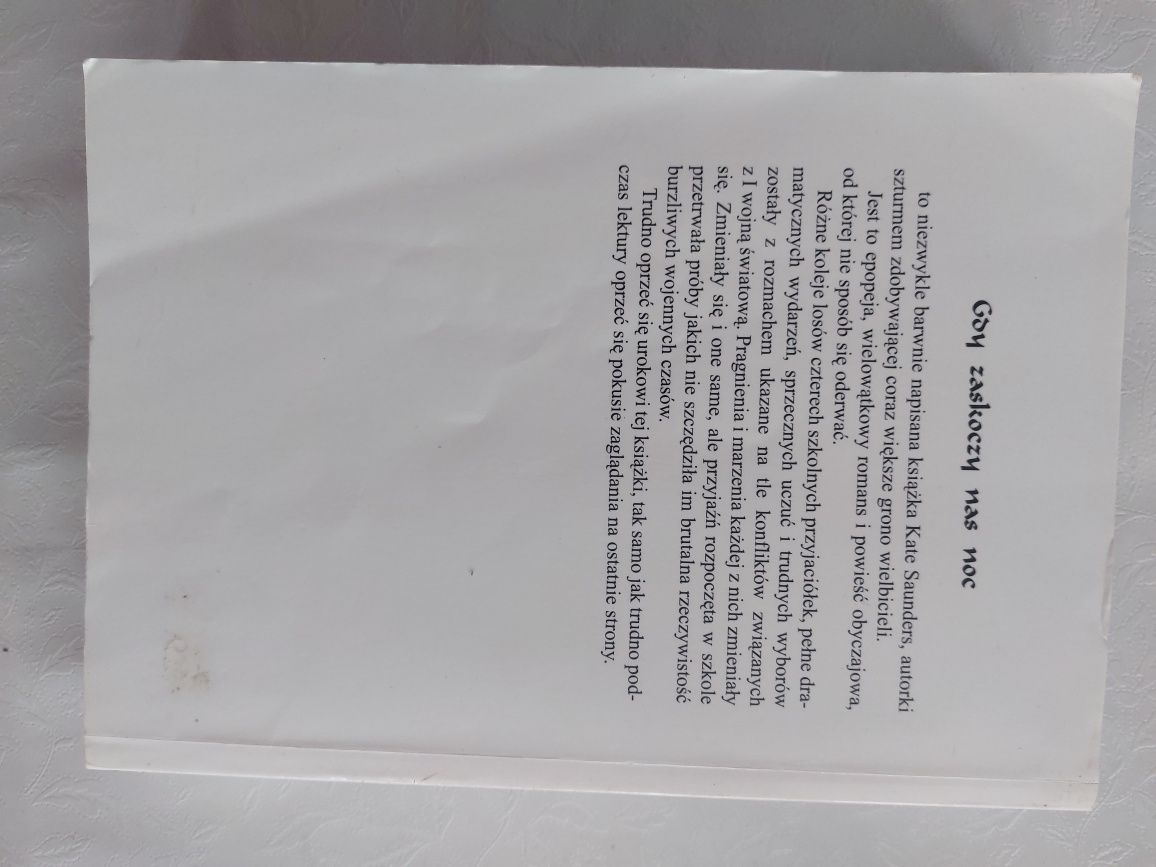 Gdy zaskoczy nas noc
to niezwykle barwnie napisana książka Kate Saunders, autorki
szturmem zdobywającej coraz większe grono wielbicieli.
Jest to epopeja, wielowątkowy romans i powieść obyczajowa,
od której nie sposób się oderwać.
Różne koleje losów czterech szkolnych przyjaciółek, pełne dra-
matycznych wydarzeń, sprzecznych uczuć i trudnych wyborów
zostały z rozmachem ukazane na tle konfliktów związanych
z I wojną światową. Pragnienia i marzenia każdej z nich zmieniały
się. Zmieniały się i one same, ale przyjaźń rozpoczęta w szkole
przetrwała próby jakich nie szczędziła im brutalna rzeczywistość
burzliwych wojennych czasów.
Trudno oprzeć się urokowi tej książki, tak samo jak trudno pod-
czas lektury oprzeć się pokusie zaglądania na ostatnie strony.